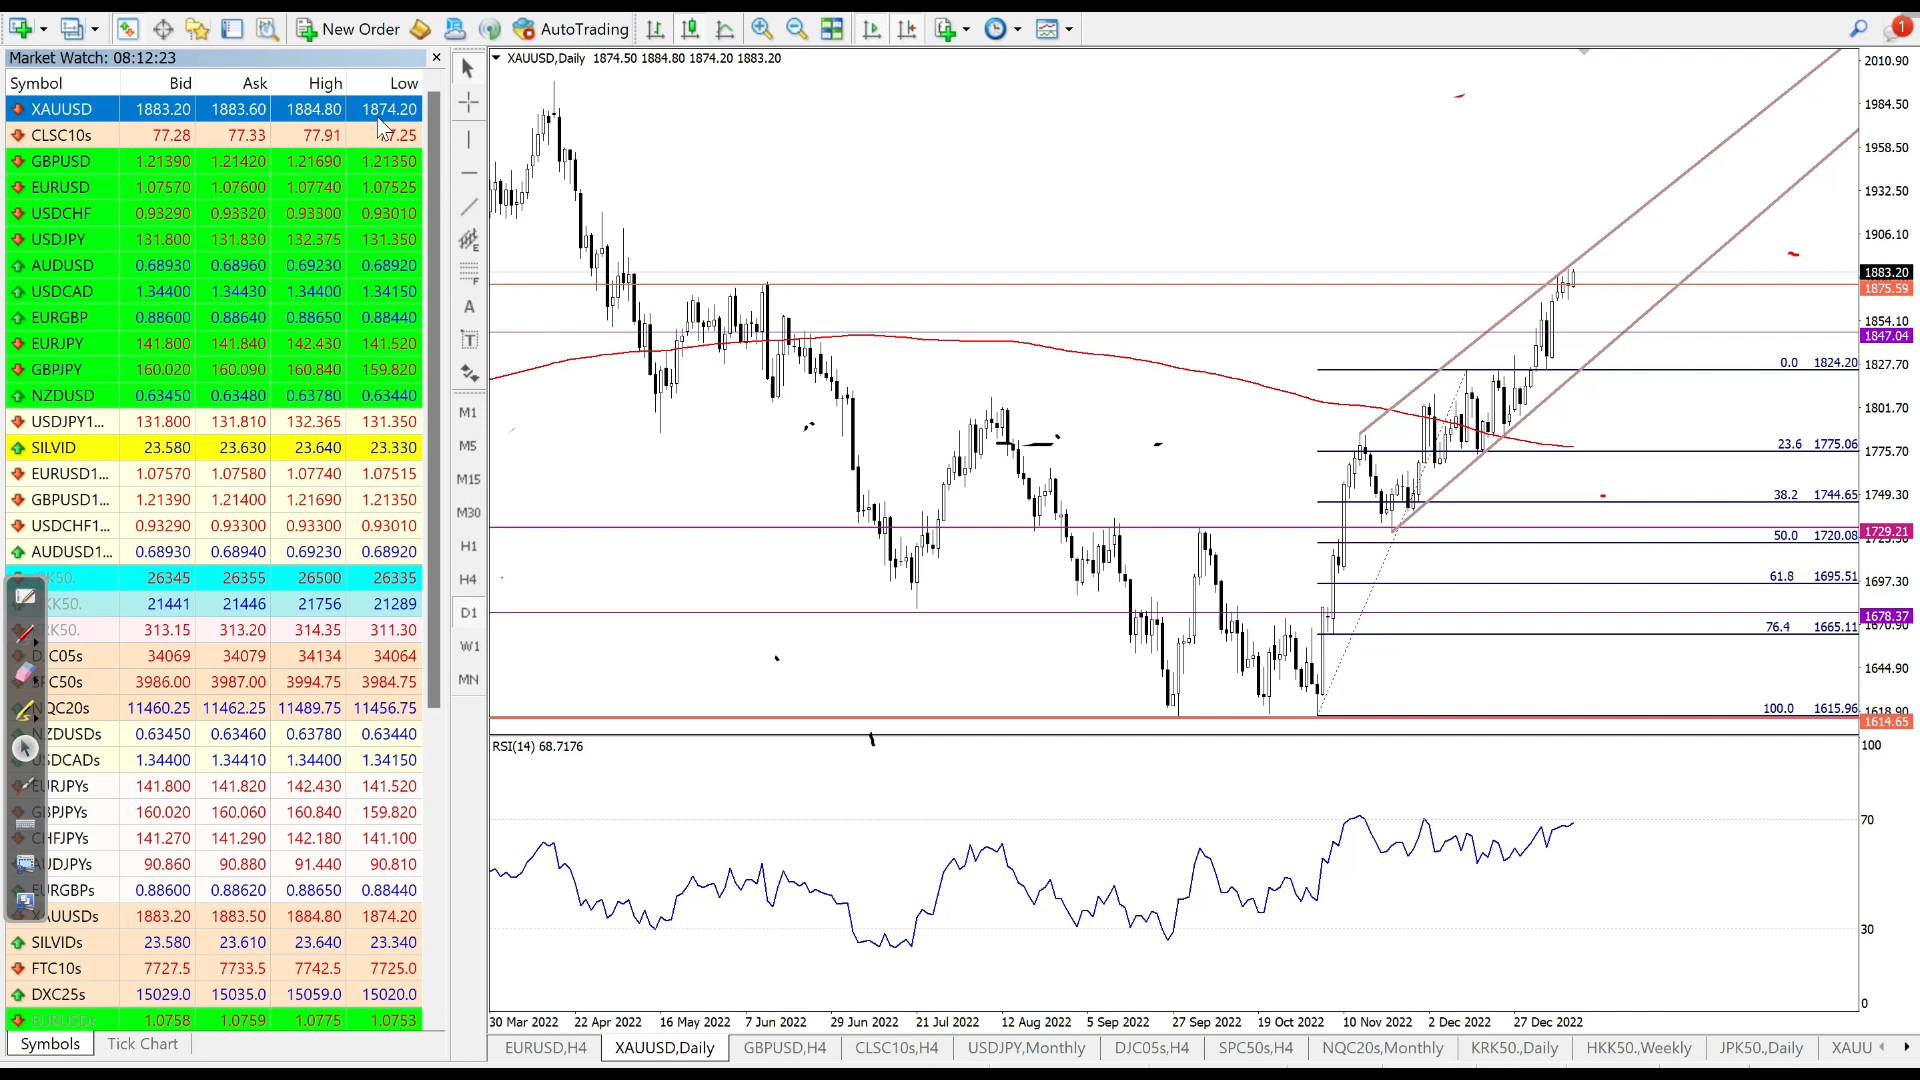 New Order
AutoTrading
1
Market Watch: 08:12:23
Symbol Bid Ask High Low
XAUUSD 1883.20 1883.60 1884.80 1874.20
CLSC10s 77.28 77.33 77.91 7.25
GBPUSD 1.21390 1.21420 1.21690 1.21350
EURUSD 1.07570 1.07600 1.07740 1.07525
USDCHF 0.93290 0.93320 0.93300 0.93010
USDJPY 131.800 131.830 132.375 131.350
AUDUSD 0.68930 0.68960 0.69230 0.68920
USDCAD 1.34400 1.34430 1.34400 1.34150
EURGBP 0.88600 0.88640 0.88650 0.88440
EURJPY 141.800 141.840 142.430 141.520
GBPJPY 160.020 160.090 160.840 159.820
NZDUSD 0.63450 0.63480 0.63780 0.63440
USDJPY1... 131.800 131.810 132.365 131.350
SILVID 23.580 23.630 23.640 23.330
EURUSD1... 1.07570 1.07580 1.07740 1.07515
GBPUSD1... 1.21390 1.21400 1.21690 1.21350
USDCHF1... 0.93290 0.93300 0.93300 0.93010
AUDUSD1... 0.68930 0.68940 0.69230 0.68920
K50. 26345 26355 26500 26335
KK50. 21441 21446 21756 21289
RK50. 313.15 313.20 314.35 311.30
C05s 34069 34079 34134 34064
C50s 3986.00 3987.00 3994.75 3984.75
NQC20s 11460.25 11462.25 11489.75 11456.75
NZDUSDs 0.63450 0.63460 0.63780 0.63440
USDCADs 1.34400 1.34410 1.34400 1.34150
EURJPYs 141.800 141.820 142.430 141.520
GBPJPYs 160.020 160.060 160.840 159.820
CHFJPYs 141.270 141.290 142.180 141.100
AUDJPYs 90.860 90.880 91.440 90.810
EURGBPs 0.88600 0.88620 0.88650 0.88440
XAUUSDs 1883.20 1883.50 1884.80 1874.20
SILVIDs 23.580 23.610 23.640 23.340
FTC10s 7727.5 7733.5 7742.5 7725.0
DXC25s 15029.0 15035.0 15059.0 15020.0
EURUSDs 1.0758 1.0759 1.0775 1.0753
Symbols Tick Chart
E
F
A
T
M1
M5
M15
M30
H1
H4
D1
W1
MN
XAUUSD,Daily 1874.50 1884.80 1874.20 1883.20
2010.90
1984.50
1958.50
1932.50
1906.10
1883.20
1875.59
1854.10
1847.04
0.0 1824.20
1827.70
1801.70
23.6 1775.06
1775.70
38.2 1744.65
1749.30
1729.21
50.0 1720.08
61.8 1695.51
1697.30
1678.37
76.4 1665.11
1670.90
1644.90
100.0 1615.96
1618.90
1614.65
RSI(14) 68.7176
100
70
30
0
30 Mar 2022 22 Apr 2022 16 May 2022 7 Jun 2022 29 Jun 2022 21 Jul 2022 12 Aug 2022 5 Sep 2022 27 Sep 2022 19 Oct 2022 10 Nov 2022 2 Dec 2022 27 Dec 2022
EURUSD,H4 XAUUSD,Daily GBPUSD,H4 CLSC10s,H4 USDJPY,Monthly DJC05s,H4 SPC50s,H4 NQC20s,Monthly KRK50.,Daily HKK50.,Weekly JPK50.,Daily XAUU